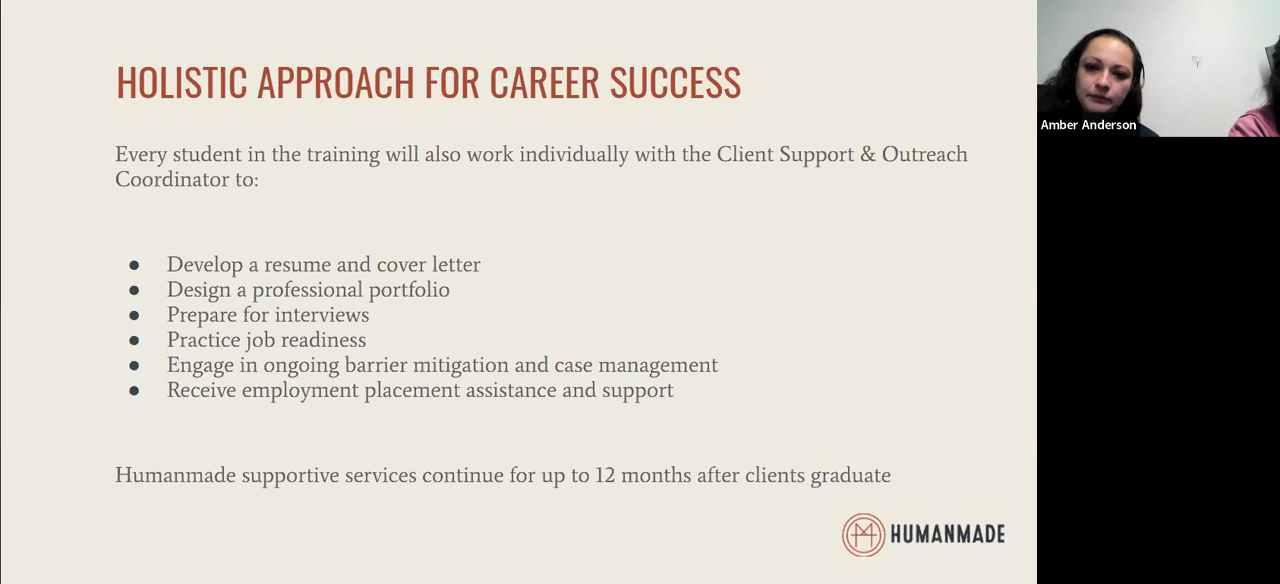 HOLISTIC APPROACH FOR CAREER SUCCESS
Every student in the training will also work individually with the Client Support & Outreach
Coordinator to:
● Develop a resume and cover letter
● Design a professional portfolio
● Prepare for interviews
● Practice job readiness
● Engage in ongoing barrier mitigation and case management
● Receive employment placement assistance and support
Humanmade supportive services continue for up to 12 months after clients graduate
HUMANMADE
Amber Anderson